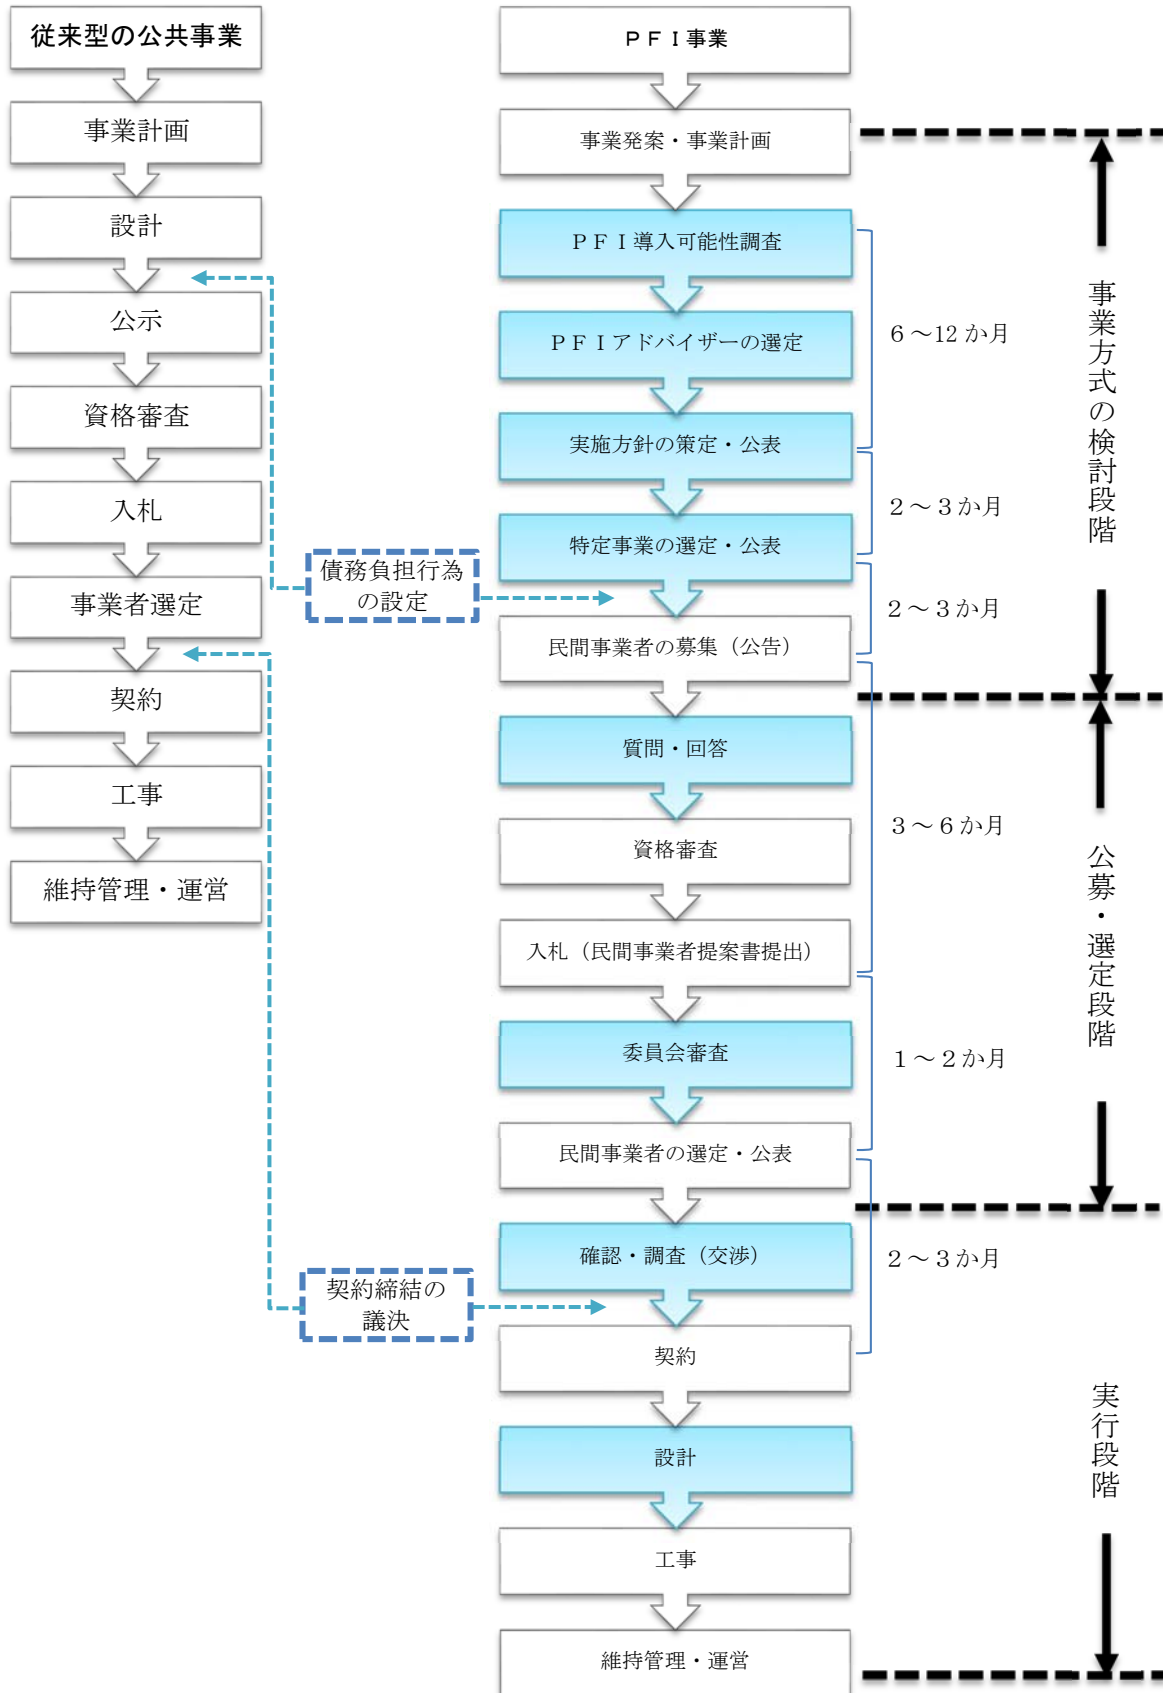 従来型の公共事業
事業計画
設計
公示
資格審査
入札
事業者選定
契約
工事
維持管理・運営
債務負担行為
の設定
契約締結の
議決
ＰＦＩ事業
事業発案・事業計画
ＰＦＩ導入可能性調査
ＰＦＩアドバイザーの選定
実施方針の策定・公表
特定事業の選定・公表
民間事業者の募集（公告）
質問・回答
資格審査
入札（民間事業者提案書提出）
委員会審査
民間事業者の選定・公表
確認・調査（交渉）
契約
設計
工事
維持管理・運営
６～12か月
２～３か月
２～３か月
３～６か月
１～２か月
２～３か月
事業方式の検討段階
公募・選定段階
実行段階